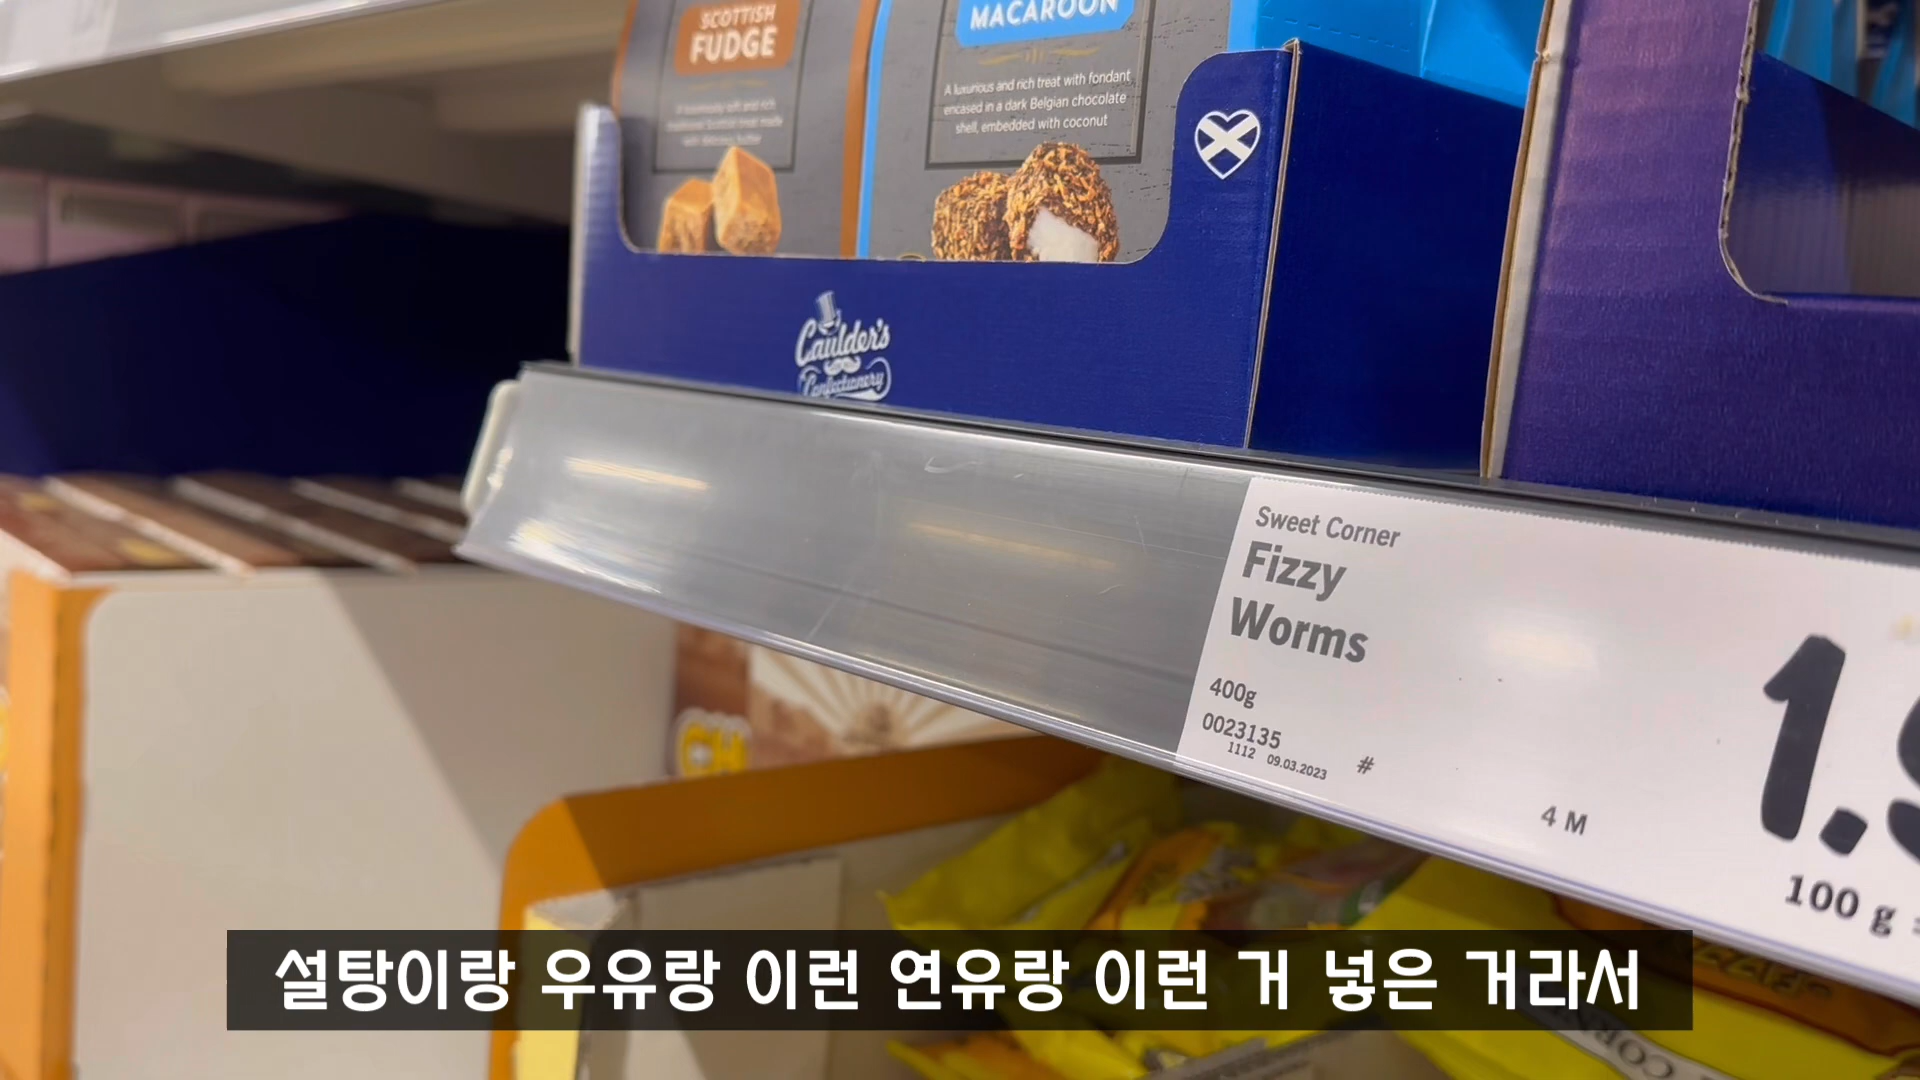 SCOTTISH
FUDGE
MACAROON
A luxurious and rich treat with fondant
encased in a dark Belgian chocolate
shell, embedded with coconut
Caulder's
Confectionery
Sweet Corner
Fizzy
Worms
400g
0023135
1112 09.03.2023 #
4 M
1.
100 g
설탕이랑 우유랑 이런 연유랑 이런 거 넣은 거라서